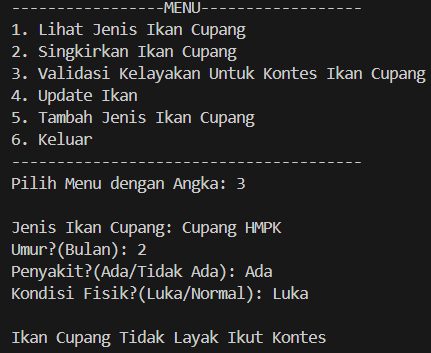 -----------------MENU------------------
1. Lihat Jenis Ikan Cupang
2. Singkirkan Ikan Cupang
3. Validasi Kelayakan Untuk Kontes Ikan Cupang
4. Update Ikan
5. Tambah Jenis Ikan Cupang
6. Keluar
---------------------------------------
Pilih Menu dengan Angka: 3
Jenis Ikan Cupang: Cupang HMPK
Umur?(Bulan): 2
Penyakit?(Ada/Tidak Ada): Ada
Kondisi Fisik?(Luka/Normal): Luka
Ikan Cupang Tidak Layak Ikut Kontes